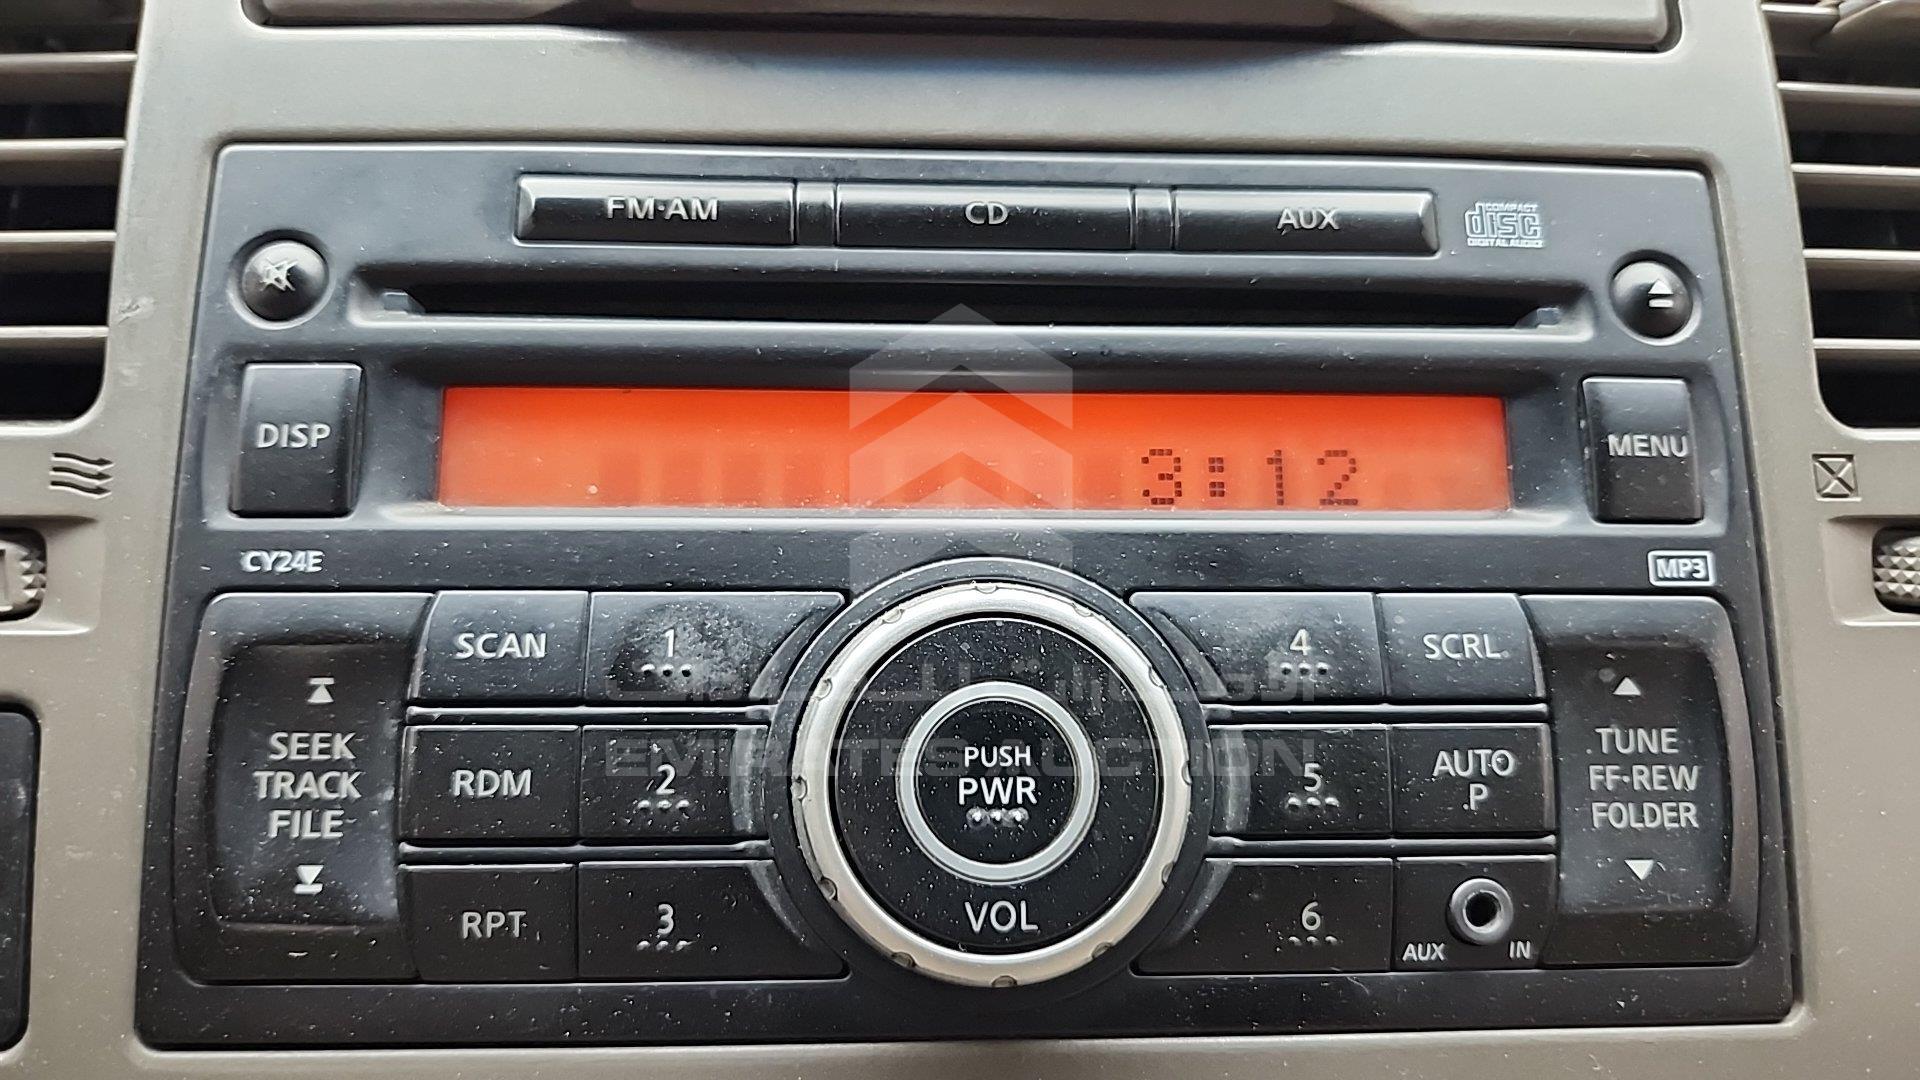 FM·AM
CD
AUX
COMPACT
disc
DIGITAL AUDIO
DISP
3:12
MENU
CY24E
MP3
SCAN
1
4
SCRL
SEEK
TRACK
FILE
RDM
2
PUSH
PWR
5
AUTO
.P
TUNE
FF·REW
FOLDER
RPT
3
VOL
6
AUX IN
الإمارات للمزادات
EMIRATES AUCTION